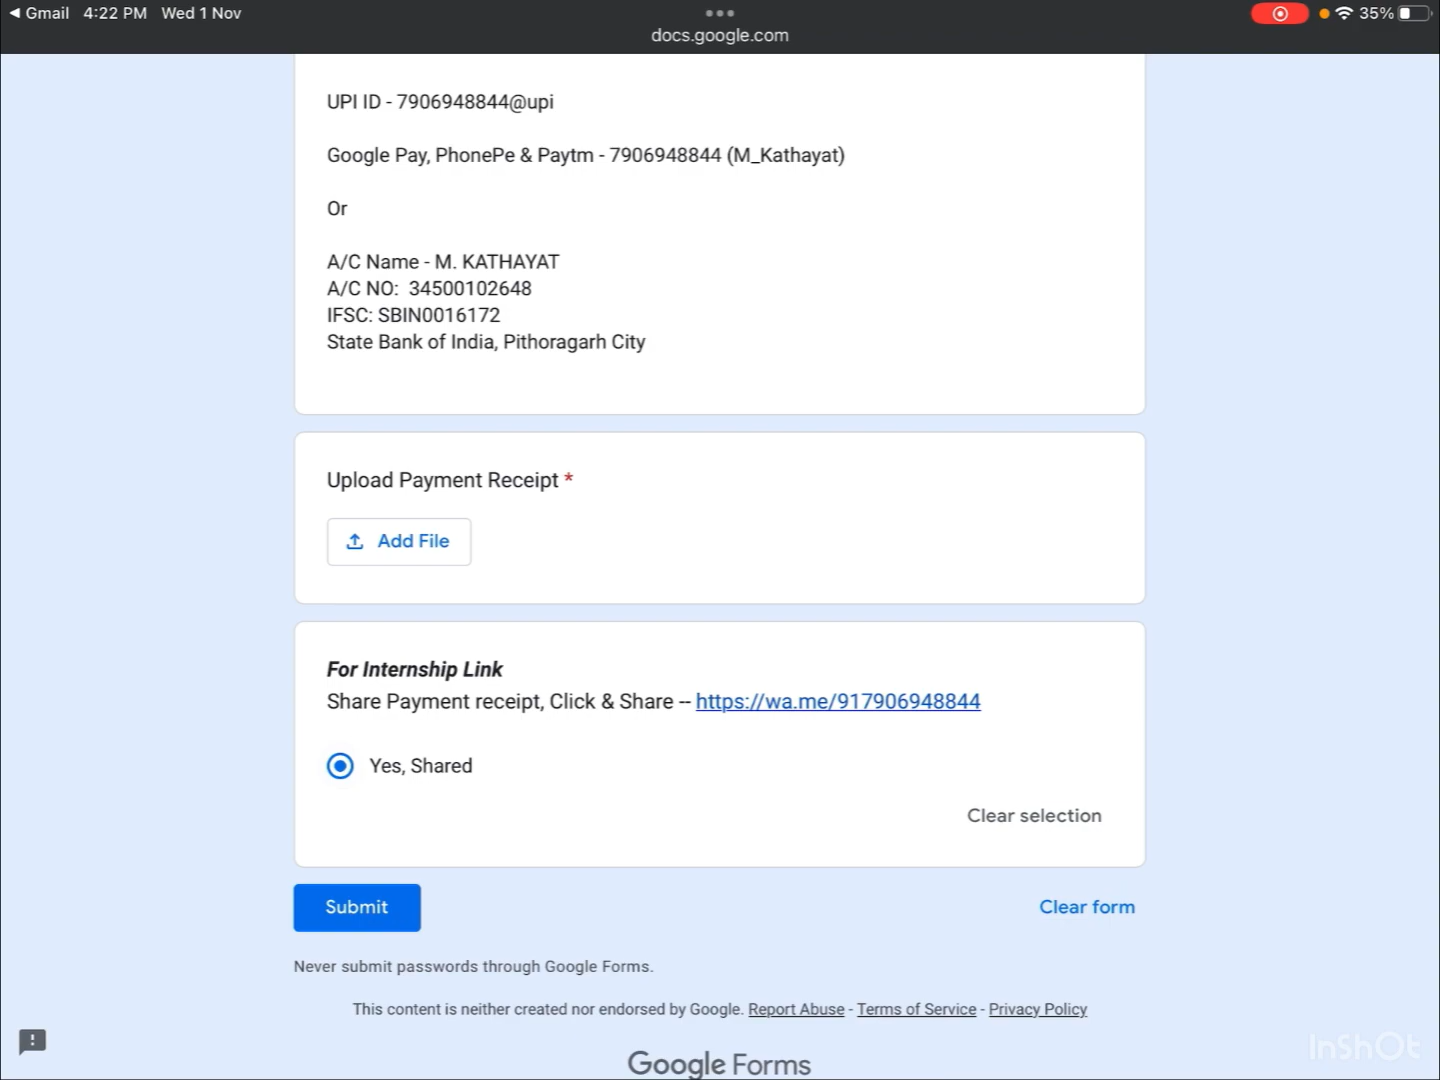 Gmail 4:22 PM Wed 1 Nov 35%
docs.google.com
UPI ID - 7906948844@upi
Google Pay, PhonePe & Paytm - 7906948844 (M_Kathayat)
Or
A/C Name - M. KATHAYAT
A/C NO: 34500102648
IFSC: SBIN0016172
State Bank of India, Pithoragarh City
Upload Payment Receipt *
Add File
For Internship Link
Share Payment receipt, Click & Share -- https://wa.me/917906948844
Yes, Shared
Clear selection
Submit Clear form
Never submit passwords through Google Forms.
This content is neither created nor endorsed by Google. Report Abuse - Terms of Service - Privacy Policy
Google Forms
InShOt